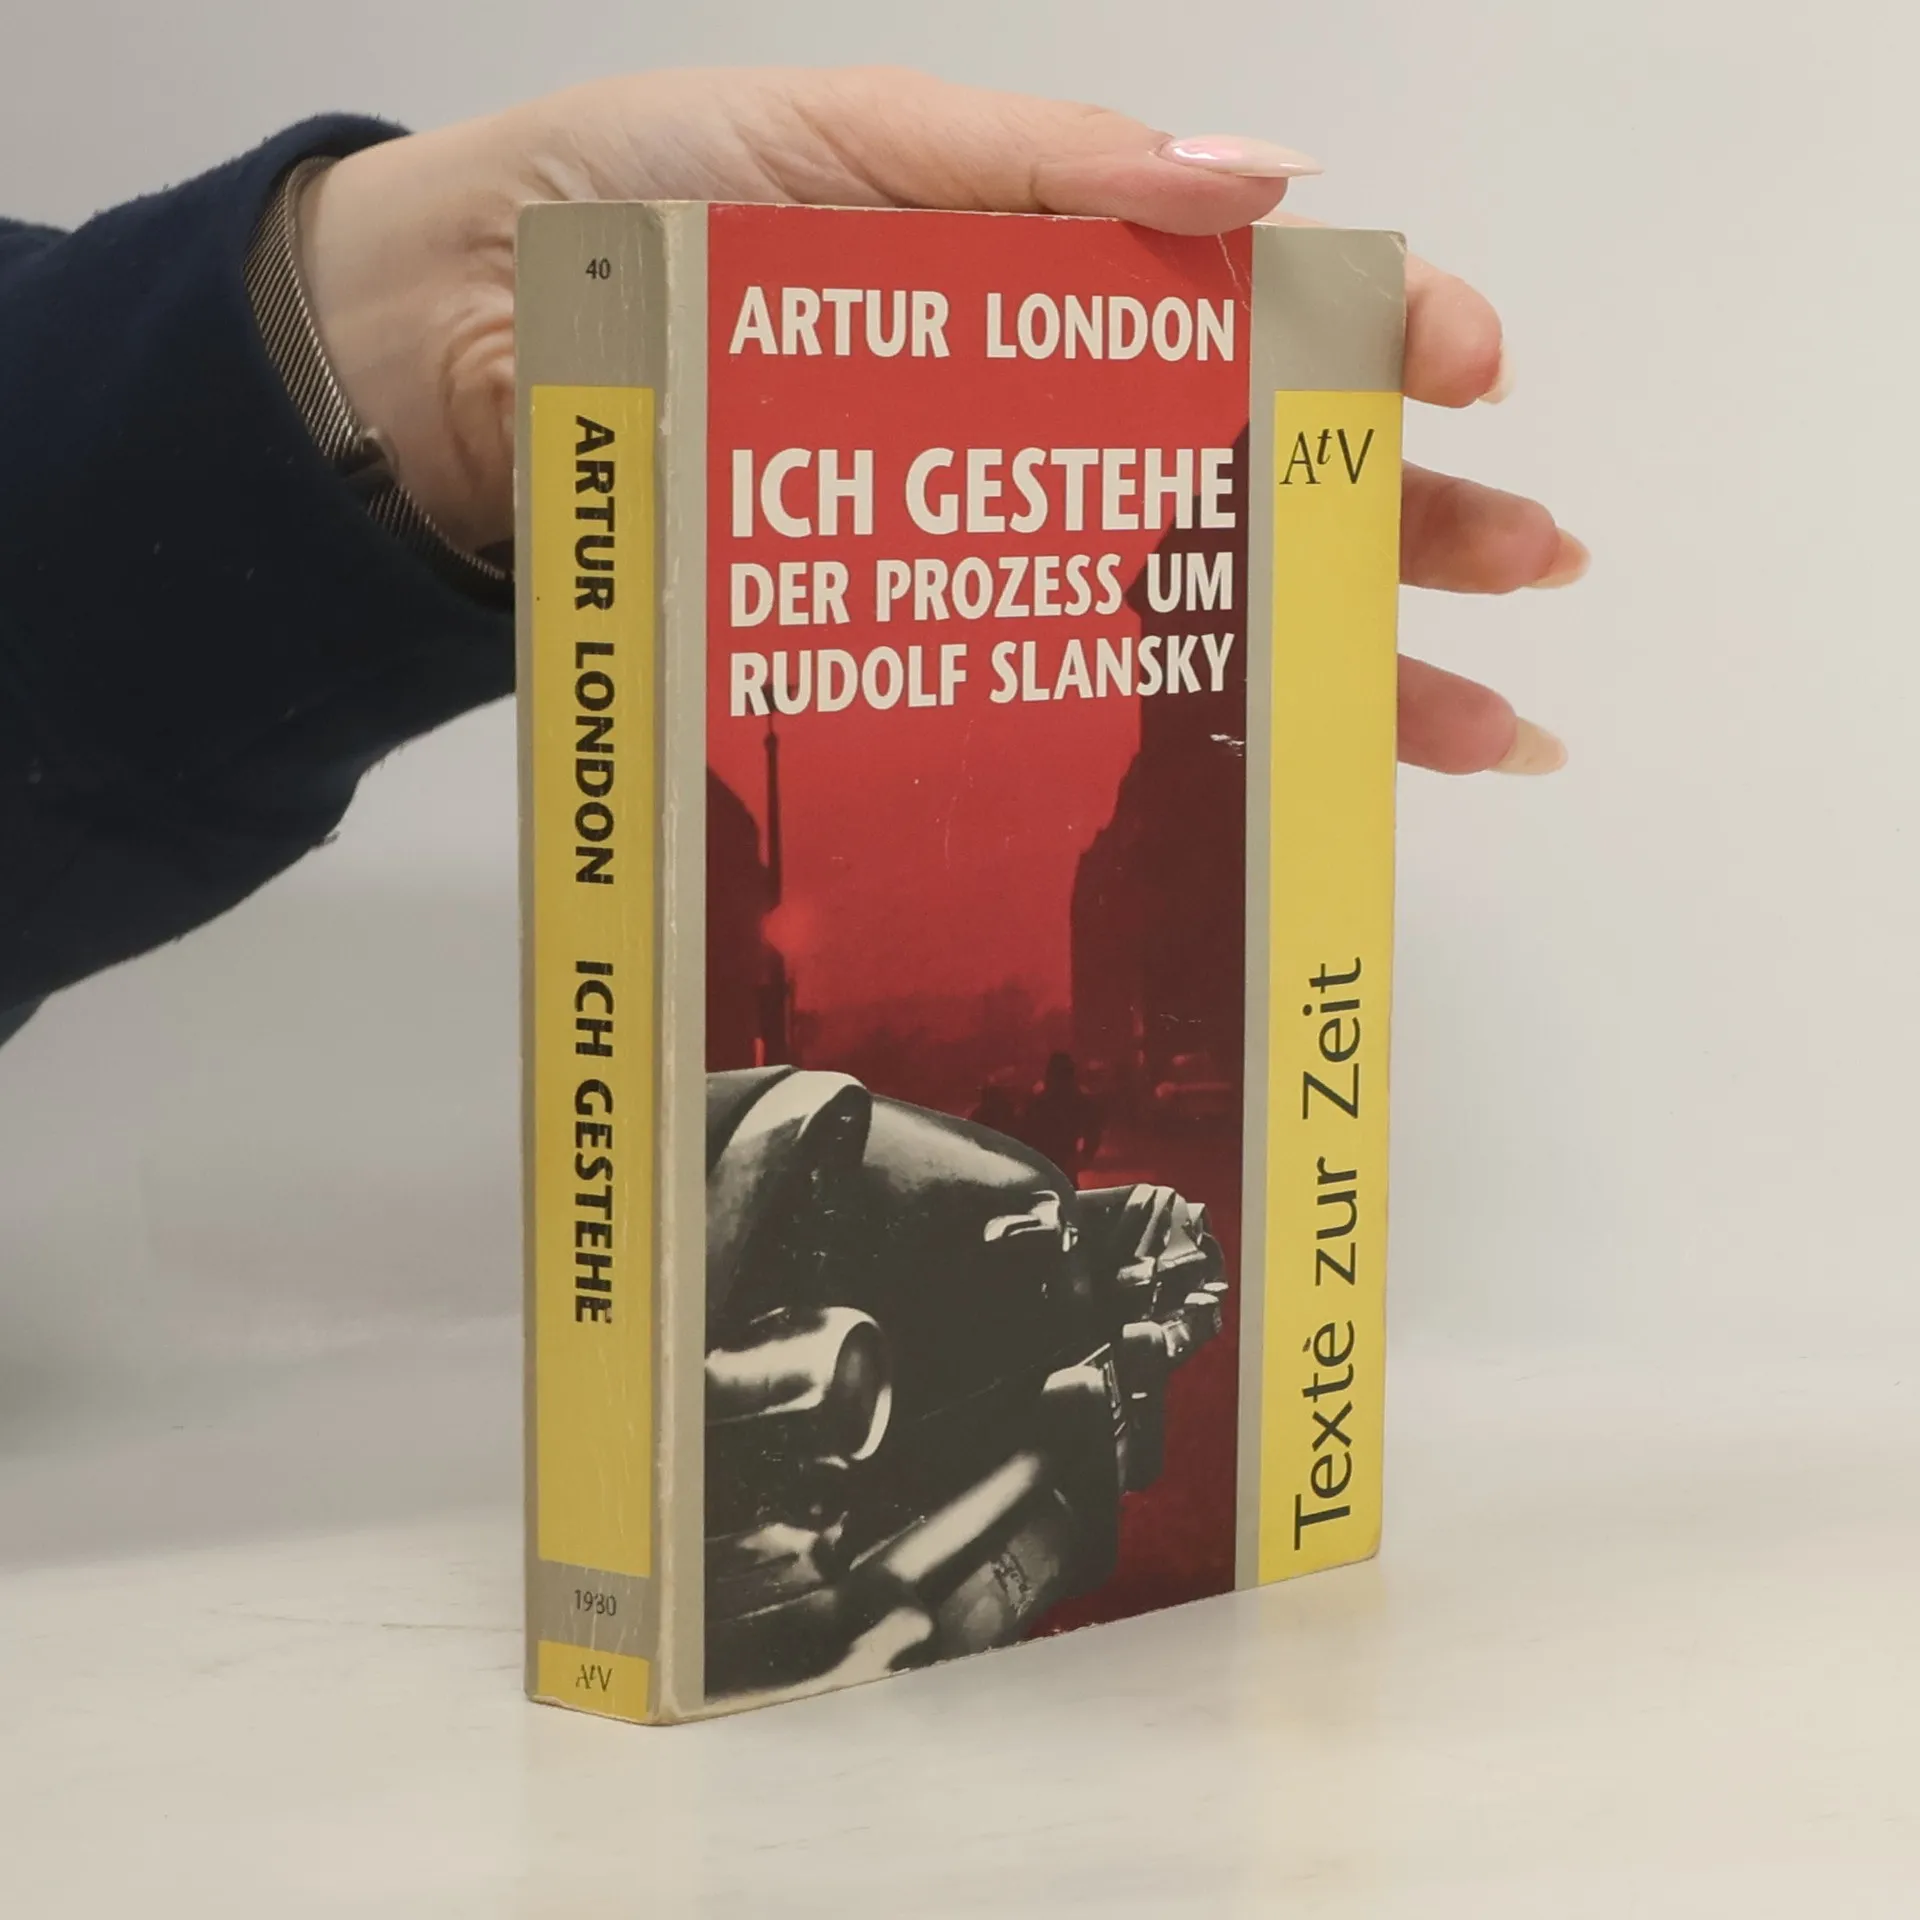 40
ARTUR LONDON ICH GESTEHE
1980
AtV
ARTUR LONDON
ICH GESTEHE
DER PROZESS UM
RUDOLF SLANSKY
AtV
Texte zur Zeit